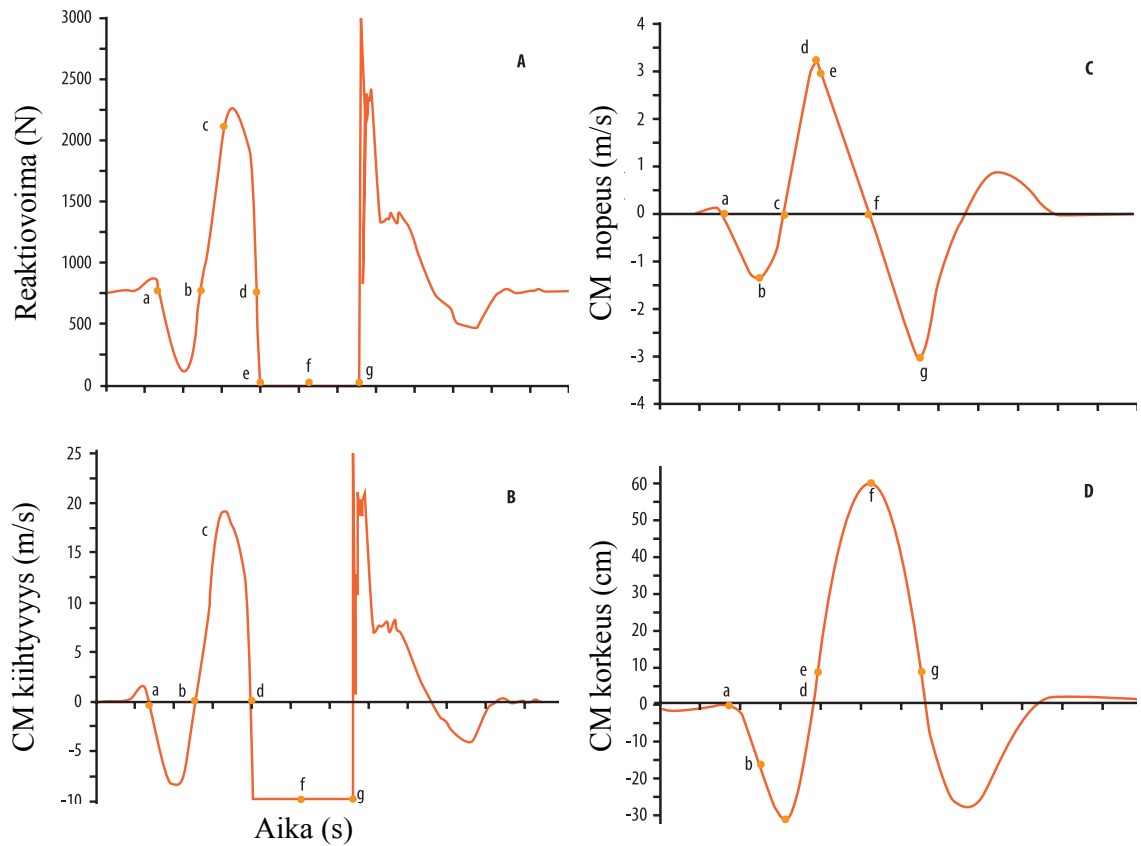 A
Reaktiovoima (N)
3000
2500
2000
1500
1000
500
0
a
b
c
d
e
f
g
C
CM nopeus (m/s)
4
3
2
1
0
-1
-2
-3
-4
a
b
c
d
e
f
g
B
CM kiihtyvyys (m/s)
25
20
15
10
5
0
-5
-10
a
b
c
d
f
g
Aika (s)
D
CM korkeus (cm)
60
50
40
30
20
10
0
-10
-20
-30
a
b
d
e
f
g